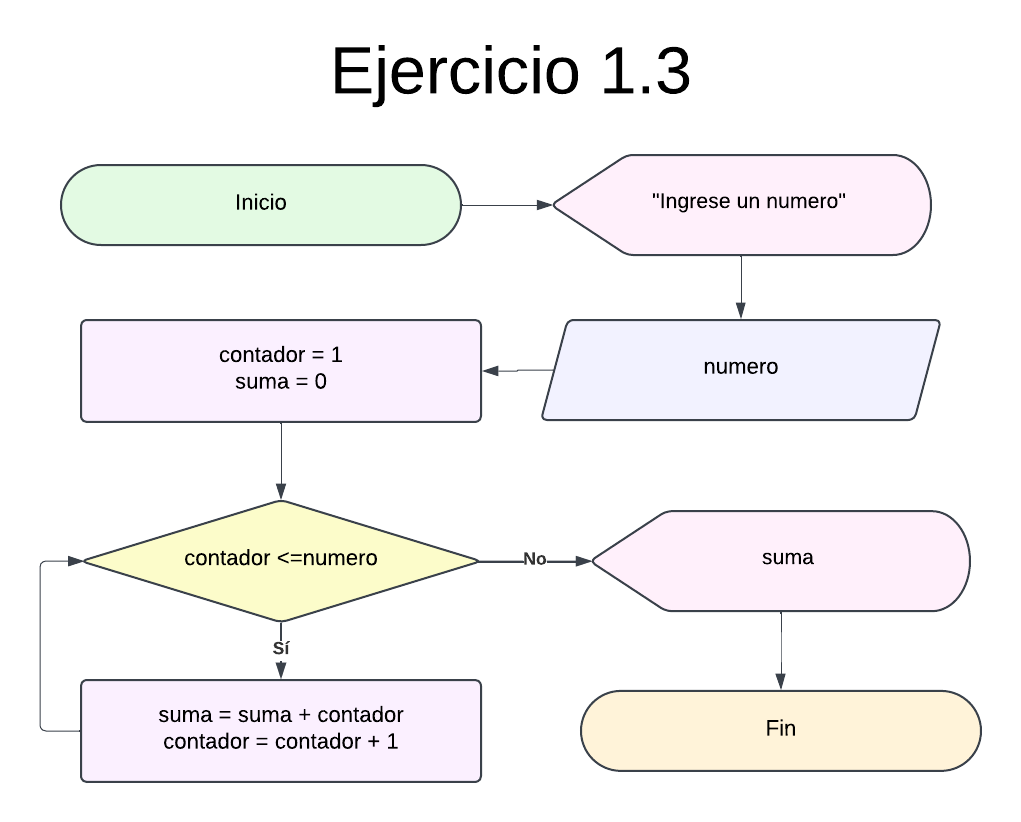 Ejercicio 1.3
Inicio
"Ingrese un numero"
numero
contador = 1
suma = 0
contador <=numero
No
suma
Sí
suma = suma + contador
contador = contador + 1
Fin